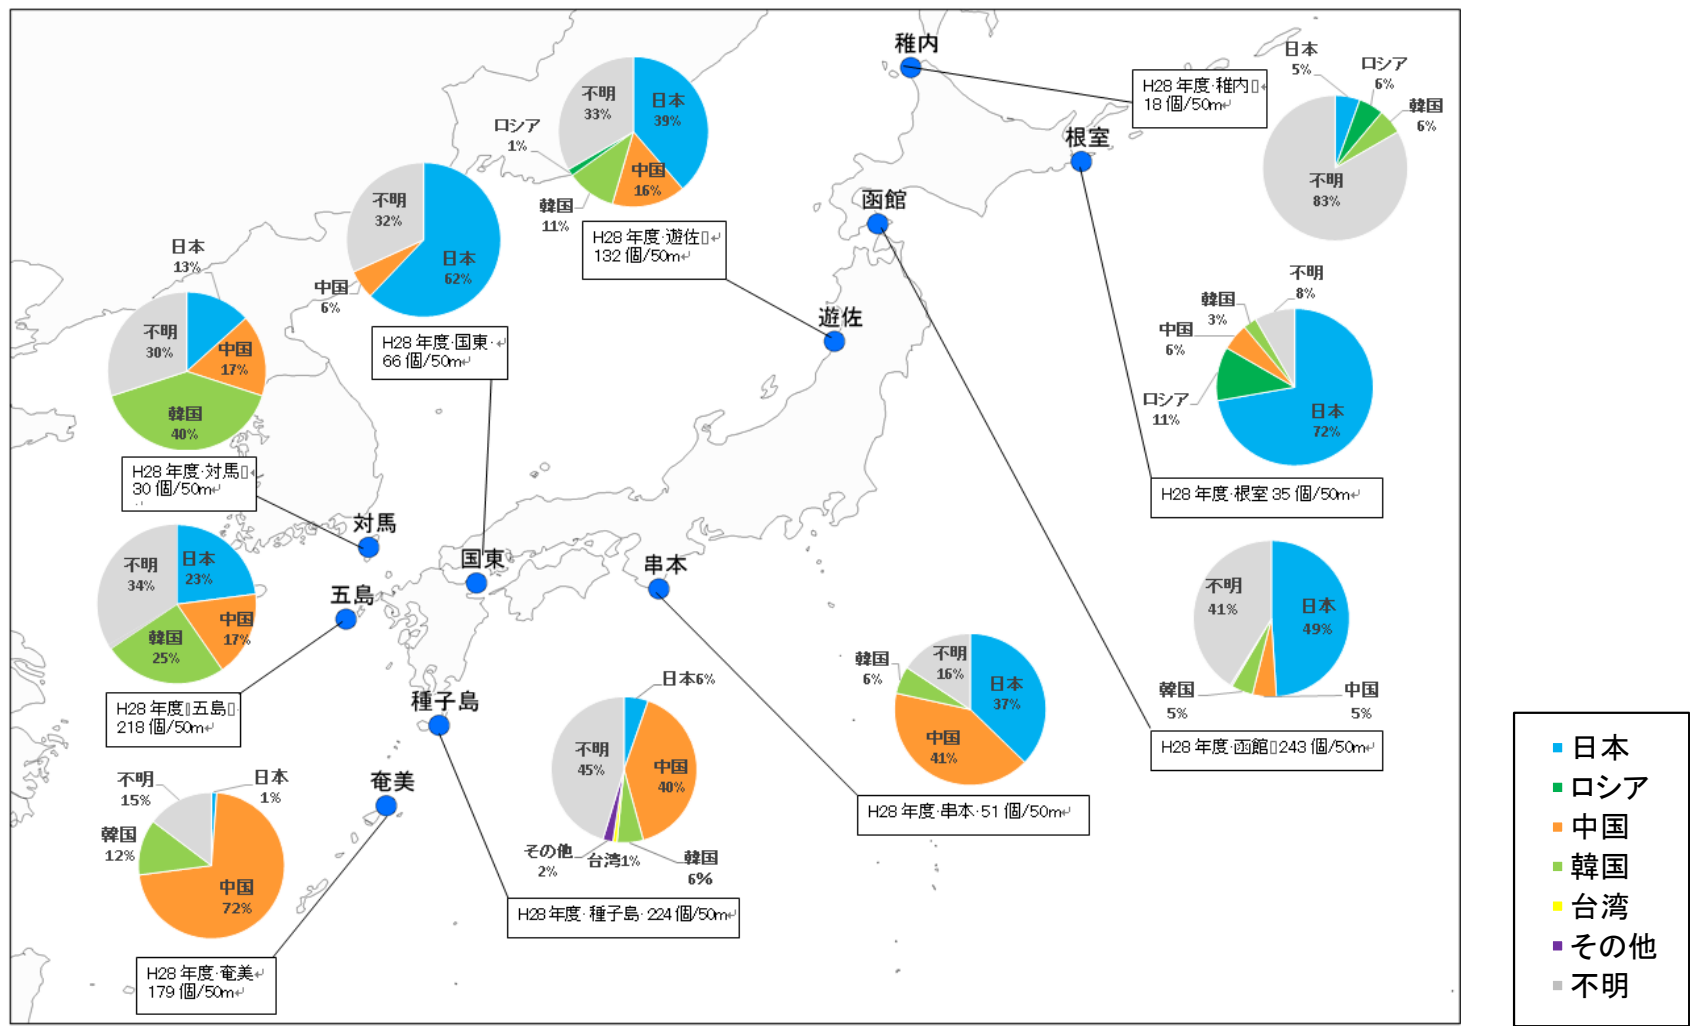 稚内
H28 年度・稚内
18 個/50m
日本
5%
ロシア
6%
韓国
6%
不明
83%
根室
函館
不明
33%
日本
39%
ロシア
1%
中国
16%
韓国
11%
H28 年度・遊佐
132 個/50m
遊佐
不明
32%
日本
62%
中国
6%
H28 年度・国東・
66 個/50m
日本
13%
不明
30%
中国
17%
韓国
40%
H28 年度・対馬
30 個/50m
不明
8%
韓国
3%
中国
6%
ロシア
11%
日本
72%
H28 年度・根室 35 個/50m
対馬
国東
串本
五島
不明
34%
日本
23%
中国
17%
韓国
25%
H28 年度 五島
218 個/50m
不明
41%
日本
49%
韓国
5%
中国
5%
H28 年度・函館 243 個/50m
種子島
日本6%
不明
45%
中国
40%
その他
2%
台湾1%
韓国
6%
H28 年度・種子島・224 個/50m
韓国
6%
不明
16%
日本
37%
中国
41%
H28 年度・串本・51 個/50m
奄美
不明
15%
日本
1%
韓国
12%
中国
72%
H28 年度・奄美
179 個/50m
日本
ロシア
中国
韓国
台湾
その他
不明